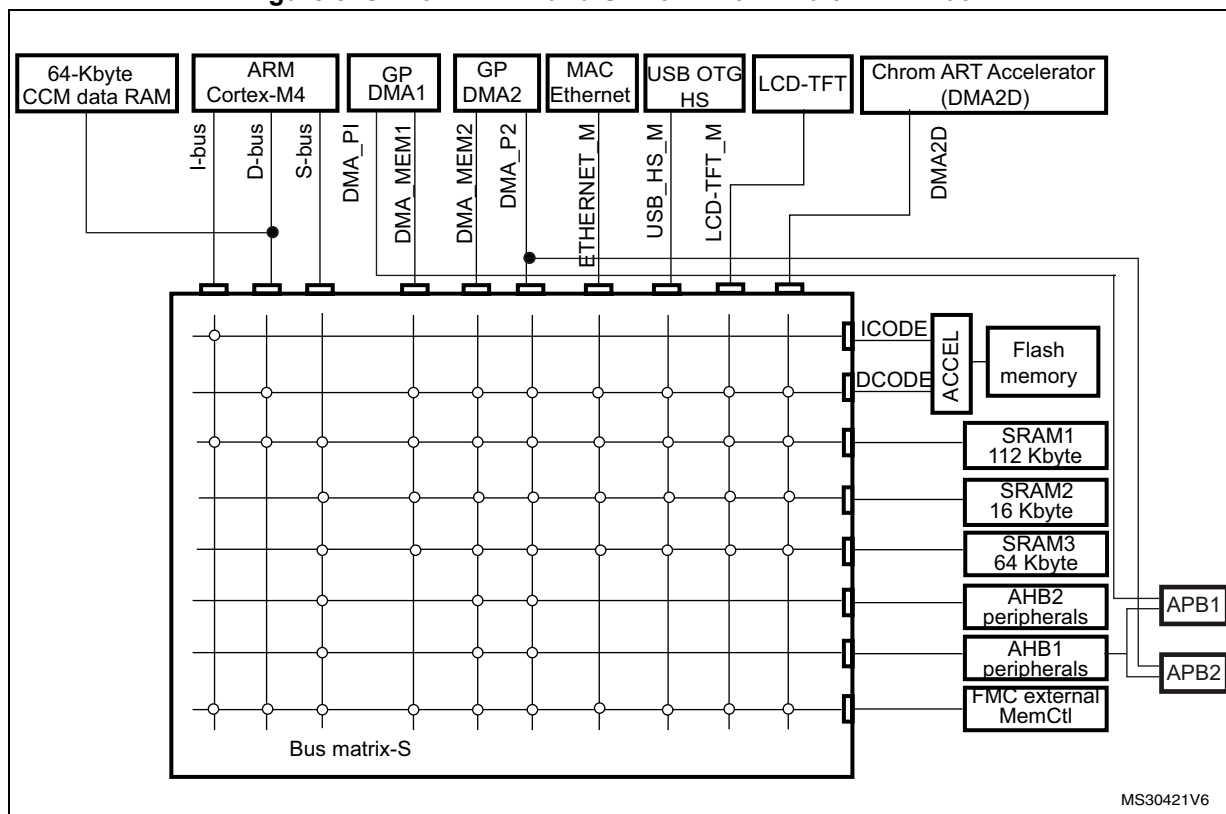 64-Kbyte
CCM data RAM
ARM
Cortex-M4
GP
DMA1
GP
DMA2
MAC
Ethernet
USB OTG
HS
LCD-TFT
Chrom ART Accelerator
(DMA2D)
I-bus
D-bus
S-bus
DMA_PI
DMA_MEM1
DMA_MEM2
DMA_P2
ETHERNET_M
USB_HS_M
LCD-TFT_M
DMA2D
ICODE
DCODE
ACCEL
Flash
memory
SRAM1
112 Kbyte
SRAM2
16 Kbyte
SRAM3
64 Kbyte
AHB2
peripherals
AHB1
peripherals
FMC external
MemCtl
APB1
APB2
Bus matrix-S
MS30421V6